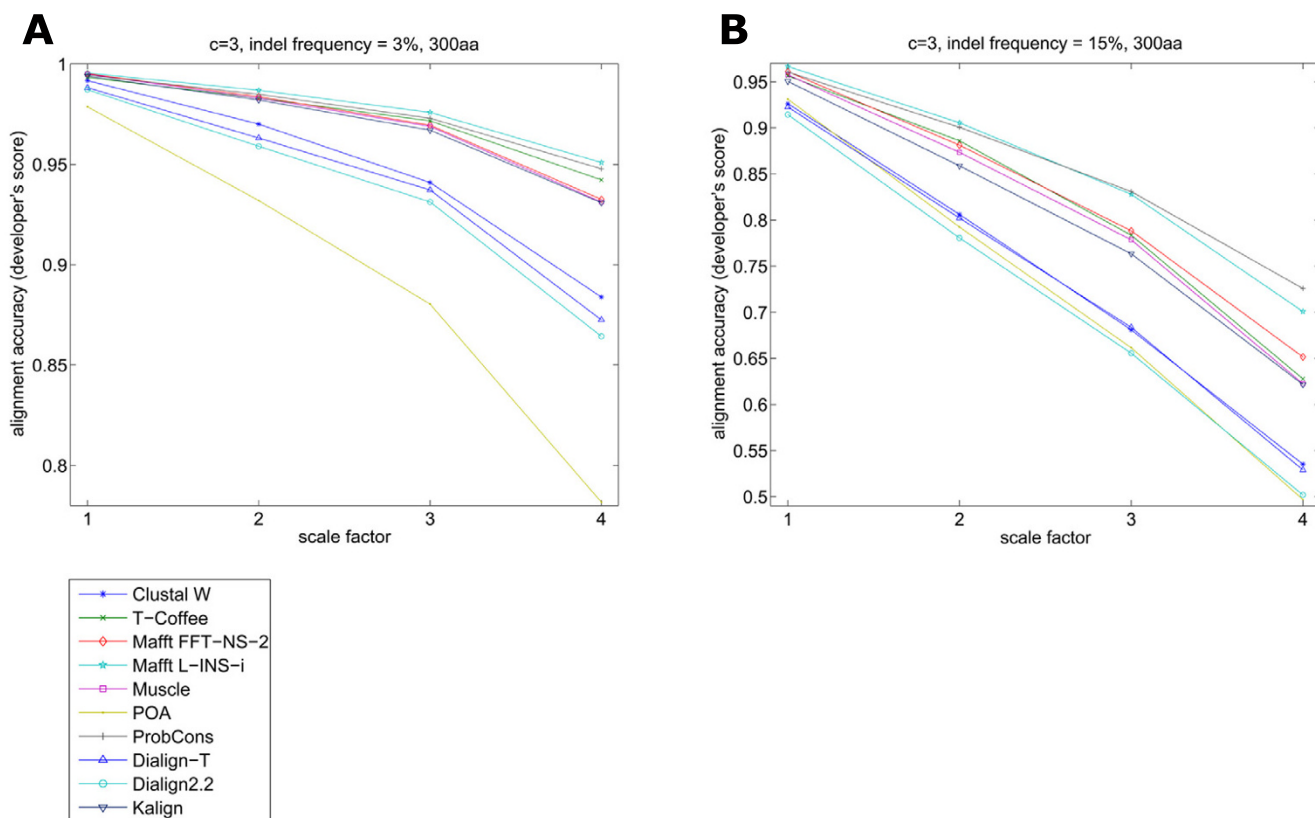 A
c=3, indel frequency = 3%, 300aa
alignment accuracy (developer's score)
1
0.95
0.9
0.85
0.8
1 2 3 4
scale factor
B
c=3, indel frequency = 15%, 300aa
alignment accuracy (developer's score)
0.95
0.9
0.85
0.8
0.75
0.7
0.65
0.6
0.55
0.5
1 2 3 4
scale factor
Clustal W
T−Coffee
Mafft FFT−NS−2
Mafft L−INS−i
Muscle
POA
ProbCons
Dialign−T
Dialign2.2
Kalign